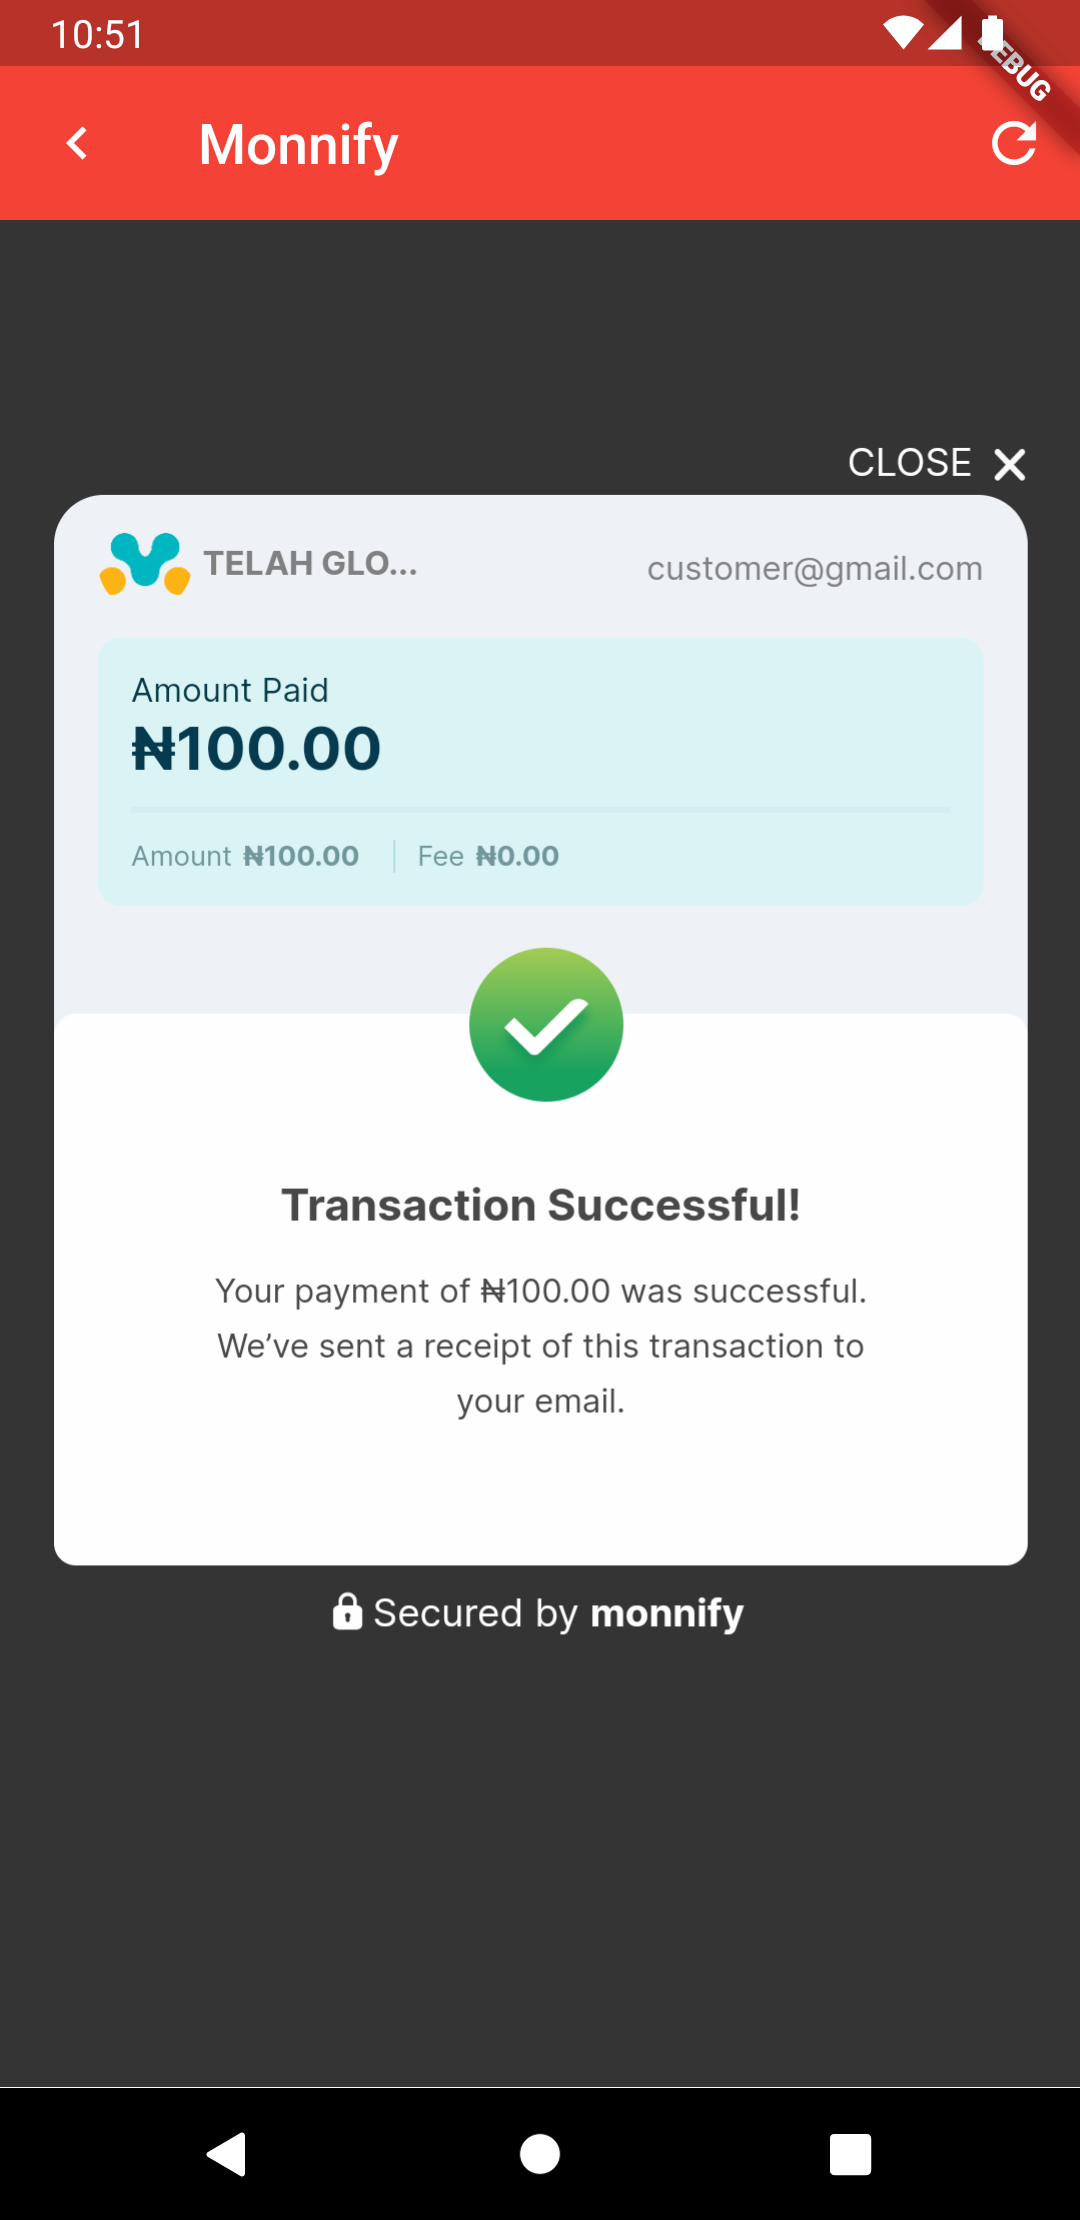 10:51
DEBUG
Monnify
CLOSE
TELAH GLO...
customer@gmail.com
Amount Paid
₦100.00
Amount ₦100.00 Fee ₦0.00
Transaction Successful!
Your payment of ₦100.00 was successful.
We’ve sent a receipt of this transaction to
your email.
Secured by monnify